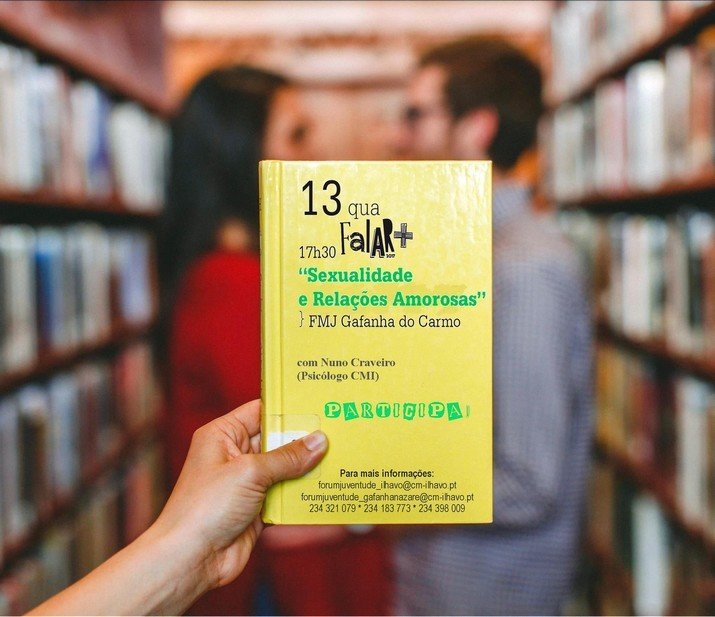 13 qua
FalAR+
2017
17h30
“Sexualidade
e Relações Amorosas”
} FMJ Gafanha do Carmo
com Nuno Craveiro
(Psicólogo CMI)
PARTICIPA!
Para mais informações:
forumjuventude_ilhavo@cm-ilhavo.pt
forumjuventude_gafanhanazare@cm-ilhavo.pt
234 321 079 * 234 183 773 * 234 398 009